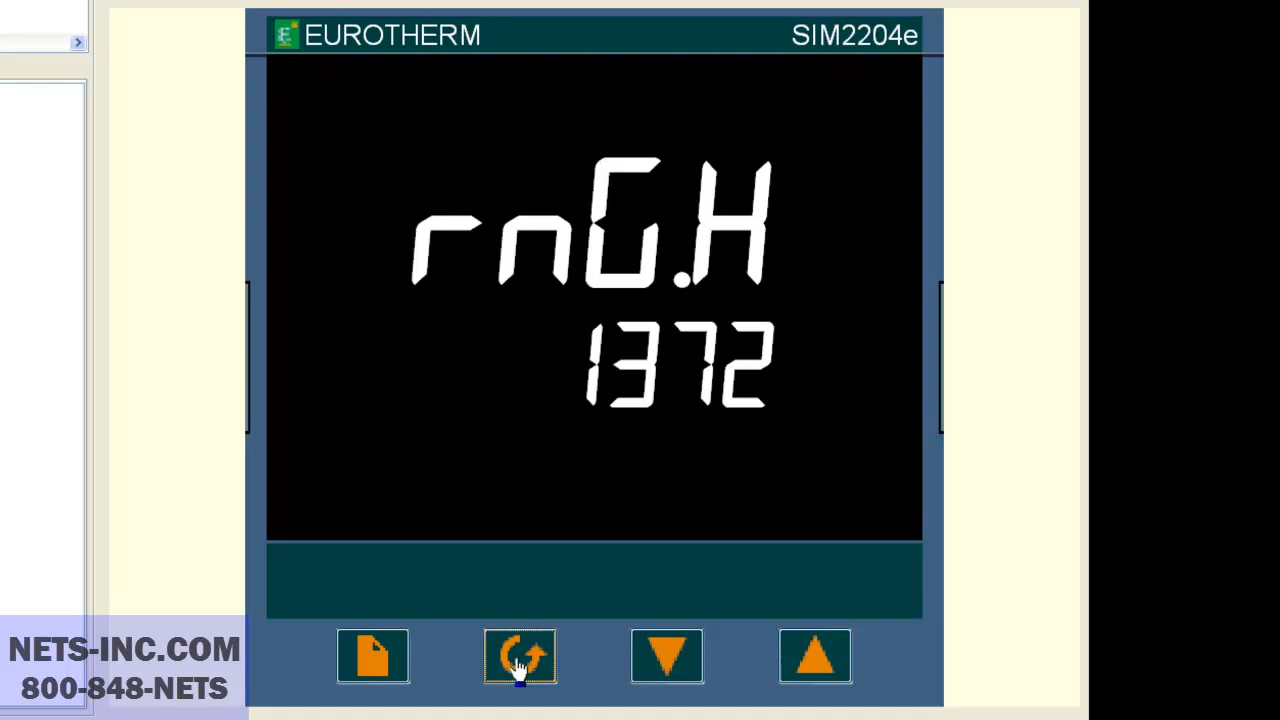 EUROTHERM SIM2204e
rnG.H
1372
NETS-INC.COM
800-848-NETS